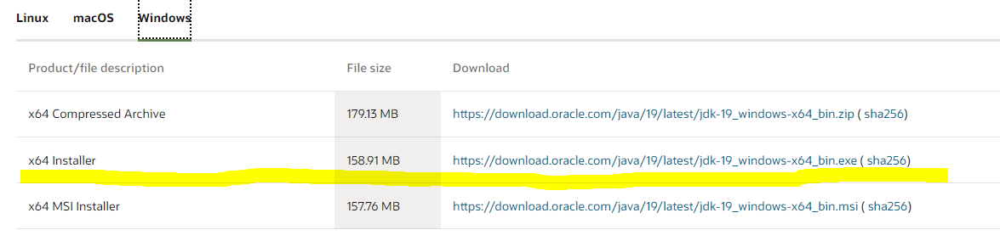 Linux macOS Windows
Product/file description File size Download
x64 Compressed Archive 179.13 MB https://download.oracle.com/java/19/latest/jdk-19_windows-x64_bin.zip ( sha256)
x64 Installer 158.91 MB https://download.oracle.com/java/19/latest/jdk-19_windows-x64_bin.exe ( sha256)
x64 MSI Installer 157.76 MB https://download.oracle.com/java/19/latest/jdk-19_windows-x64_bin.msi ( sha256)